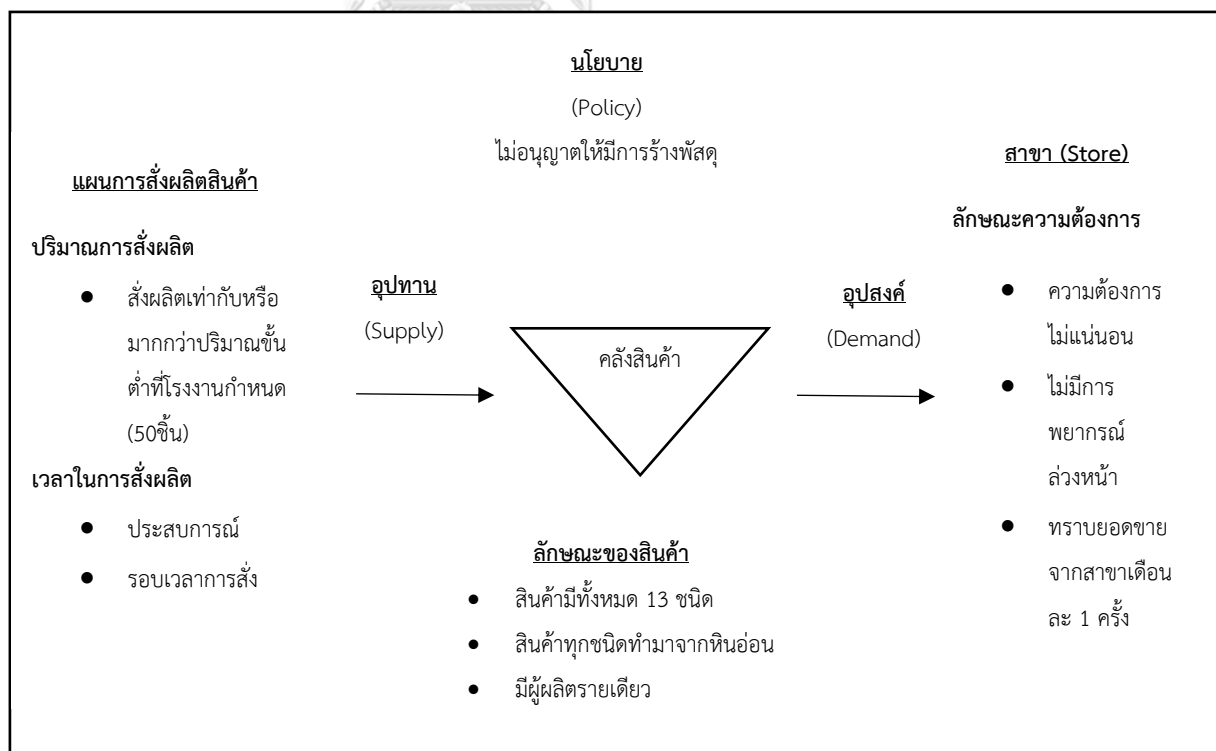 นโยบาย
(Policy)
ไม่อนุญาตให้มีการร้างพัสดุ
แผนการสั่งผลิตสินค้า
ปริมาณการสั่งผลิต
● สั่งผลิตเท่ากับหรือ
มากกว่าปริมาณขั้น
ต่ำที่โรงงานกำหนด
(50ชิ้น)
เวลาในการสั่งผลิต
● ประสบการณ์
● รอบเวลาการสั่ง
อุปทาน
(Supply)
คลังสินค้า
ลักษณะของสินค้า
● สินค้ามีทั้งหมด 13 ชนิด
● สินค้าทุกชนิดทำมาจากหินอ่อน
● มีผู้ผลิตรายเดียว
อุปสงค์
(Demand)
สาขา (Store)
ลักษณะความต้องการ
● ความต้องการ
ไม่แน่นอน
● ไม่มีการ
พยากรณ์
ล่วงหน้า
● ทราบยอดขาย
จากสาขาเดือน
ละ 1 ครั้ง